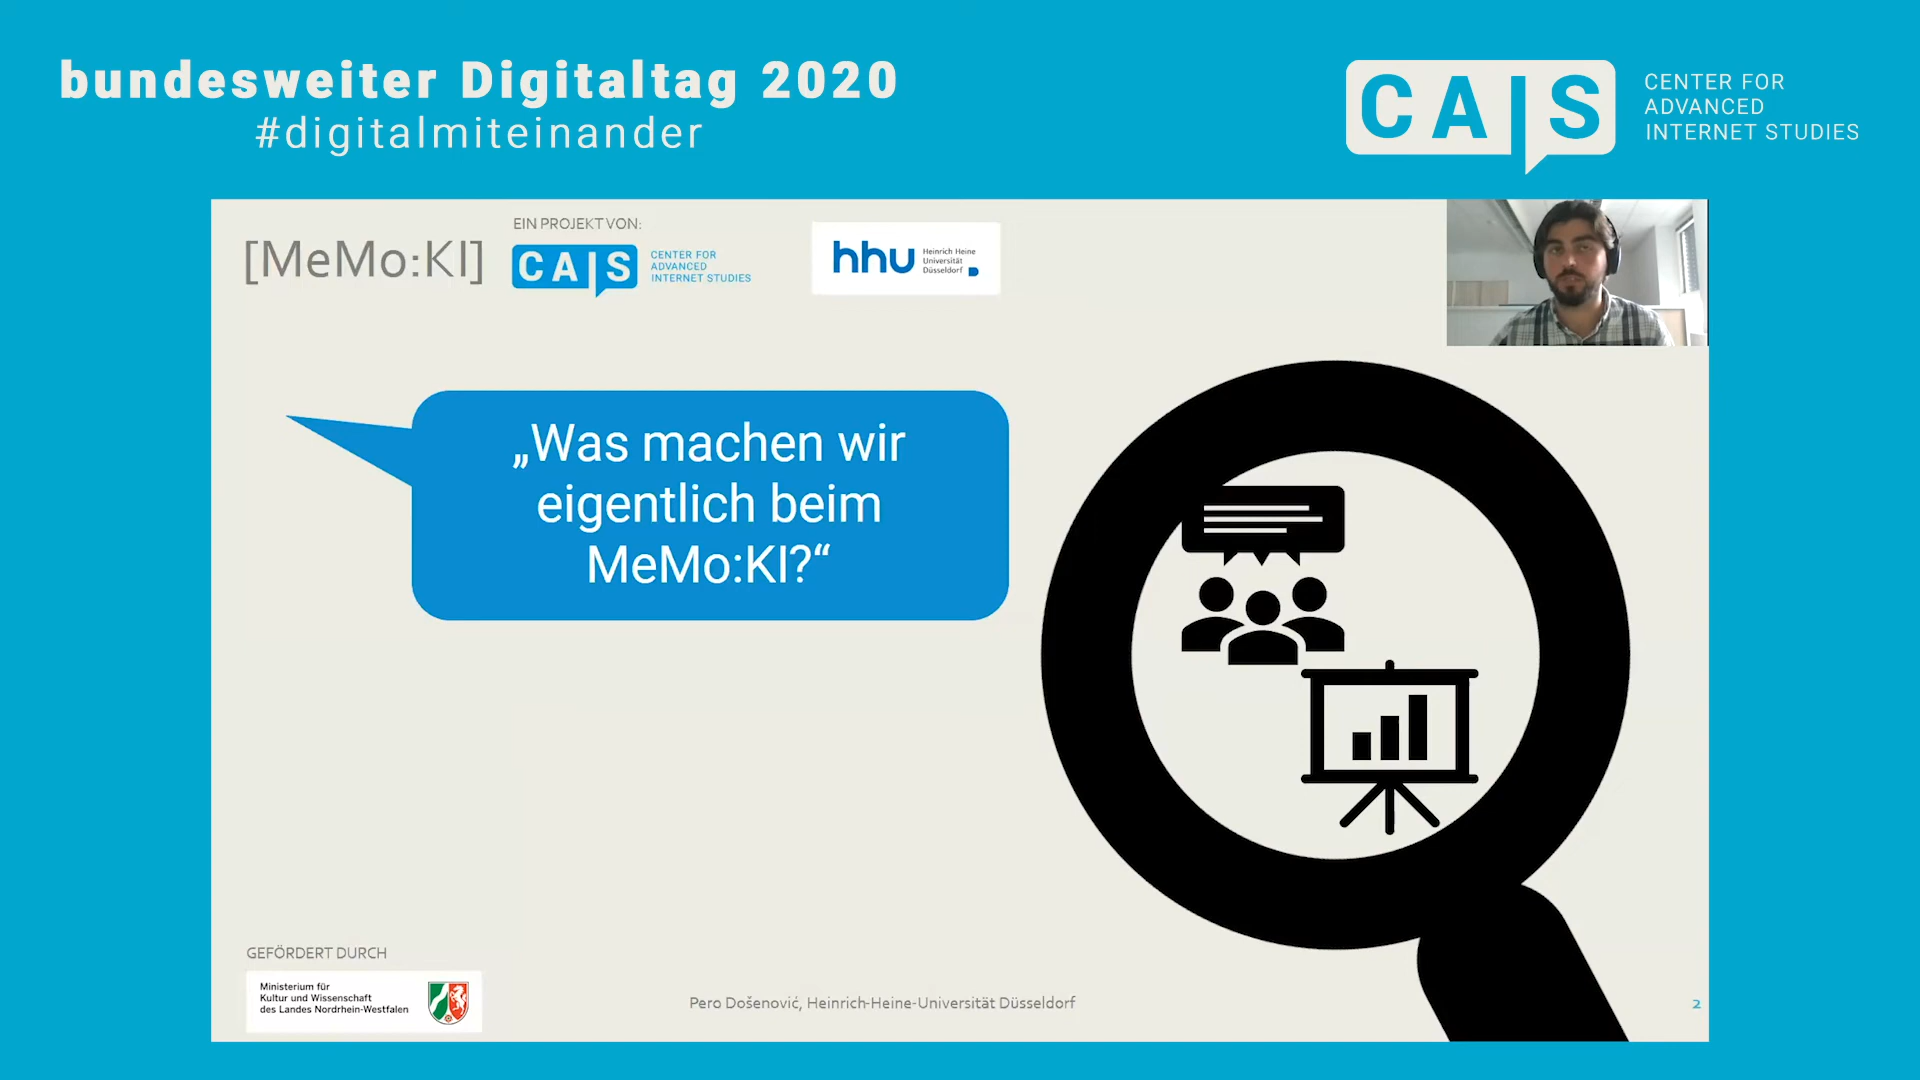 bundesweiter Digitaltag 2020
#digitalmiteinander
CAIS
CENTER FOR
ADVANCED
INTERNET STUDIES
[MeMo:KI]
EIN PROJEKT VON:
CAIS
CENTER FOR
ADVANCED
INTERNET STUDIES
hhu
Heinrich Heine
Universität
Düsseldorf
„Was machen wir
eigentlich beim
MeMo:KI?“
GEFÖRDERT DURCH
Ministerium für
Kultur und Wissenschaft
des Landes Nordrhein-Westfalen
Pero Došenović, Heinrich-Heine-Universität Düsseldorf
2